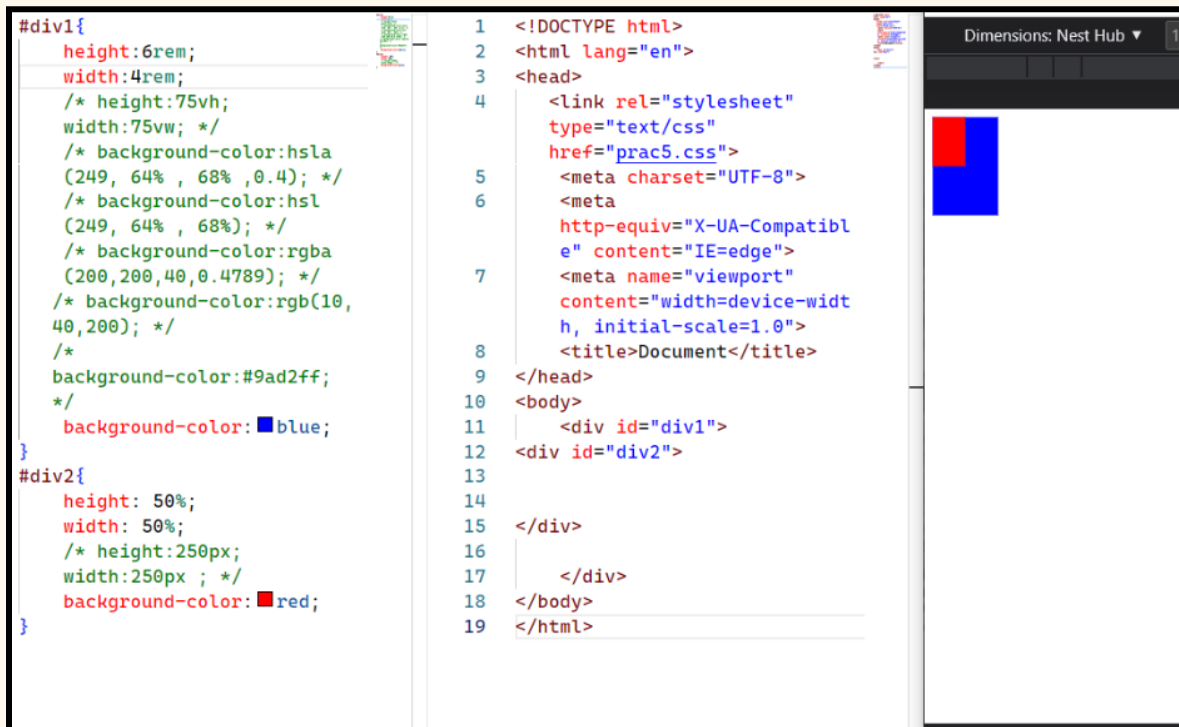 #div1{
height:6rem;
width:4rem;
/* height:75vh;
width:75vw; */
/* background-color:hsla
(249, 64% , 68% ,0.4); */
/* background-color:hsl
(249, 64% , 68%); */
/* background-color:rgba
(200,200,40,0.4789); */
/* background-color:rgb(10,
40,200); */
/*
background-color:#9ad2ff;
*/
background-color: blue;
}
#div2{
height: 50%;
width: 50%;
/* height:250px;
width:250px ; */
background-color: red;
}
1 <!DOCTYPE html>
2 <html lang="en">
3 <head>
4 <link rel="stylesheet"
type="text/css"
href="prac5.css">
5 <meta charset="UTF-8">
6 <meta
http-equiv="X-UA-Compatibl
e" content="IE=edge">
7 <meta name="viewport"
content="width=device-widt
h, initial-scale=1.0">
8 <title>Document</title>
9 </head>
10 <body>
11 <div id="div1">
12 <div id="div2">
13
14
15 </div>
16
17 </div>
18 </body>
19 </html>
Dimensions: Nest Hub ▼